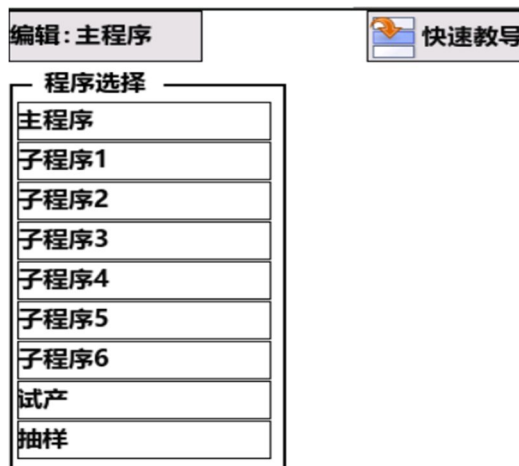 编辑:主程序
快速教导
程序选择
主程序
子程序1
子程序2
子程序3
子程序4
子程序5
子程序6
试产
抽样